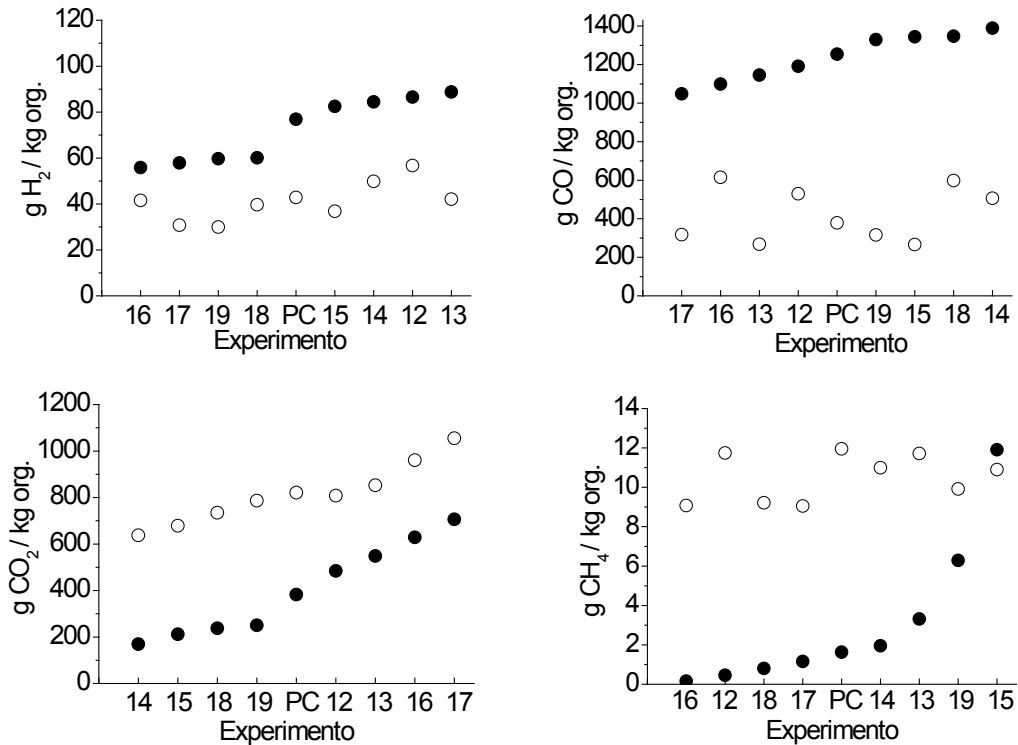 g H2 / kg org.
120
100
80
60
40
20
0
16 17 19 18 PC 15 14 12 13
Experimento
g CO / kg org.
1400
1200
1000
800
600
400
200
0
17 16 13 12 PC 19 15 18 14
Experimento
g CO2 / kg org.
1200
1000
800
600
400
200
0
14 15 18 19 PC 12 13 16 17
Experimento
g CH4 / kg org.
14
12
10
8
6
4
2
0
16 12 18 17 PC 14 13 19 15
Experimento